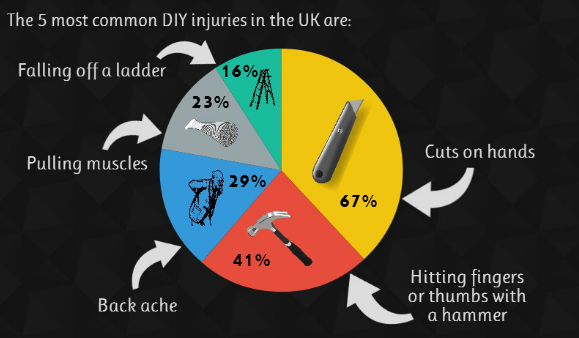 The 5 most common DIY injuries in the UK are:
Falling off a ladder
16%
23%
Pulling muscles
29%
Cuts on hands
67%
41%
Back ache
Hitting fingers
or thumbs with
a hammer